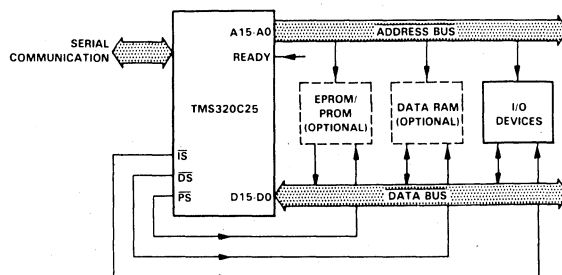 SERIAL
COMMUNICATION
TMS320C25
A15-A0
READY
IS
DS
PS
D15-D0
ADDRESS BUS
EPROM/
PROM
(OPTIONAL)
DATA RAM
(OPTIONAL)
I/O
DEVICES
DATA BUS